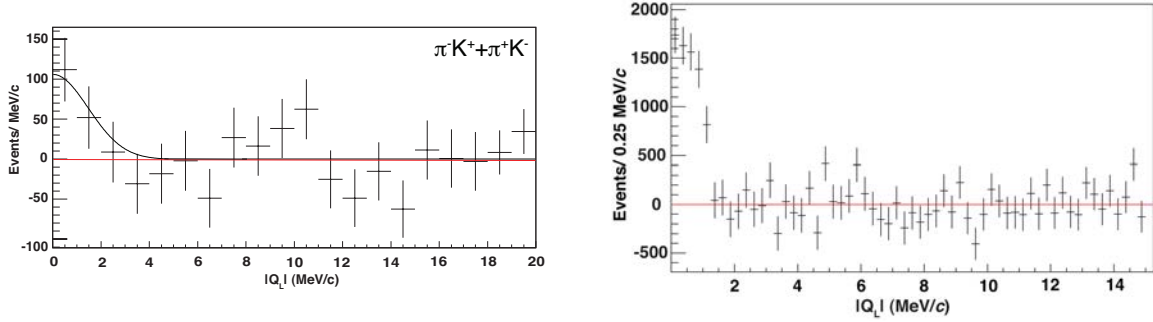 π⁻K⁺+π⁺K⁻
Events/ MeV/c
150
100
50
0
-50
-100
0 2 4 6 8 10 12 14 16 18 20
|Q_L| (MeV/c)
Events/ 0.25 MeV/c
2000
1500
1000
500
0
-500
2 4 6 8 10 12 14
|Q_L| (MeV/c)